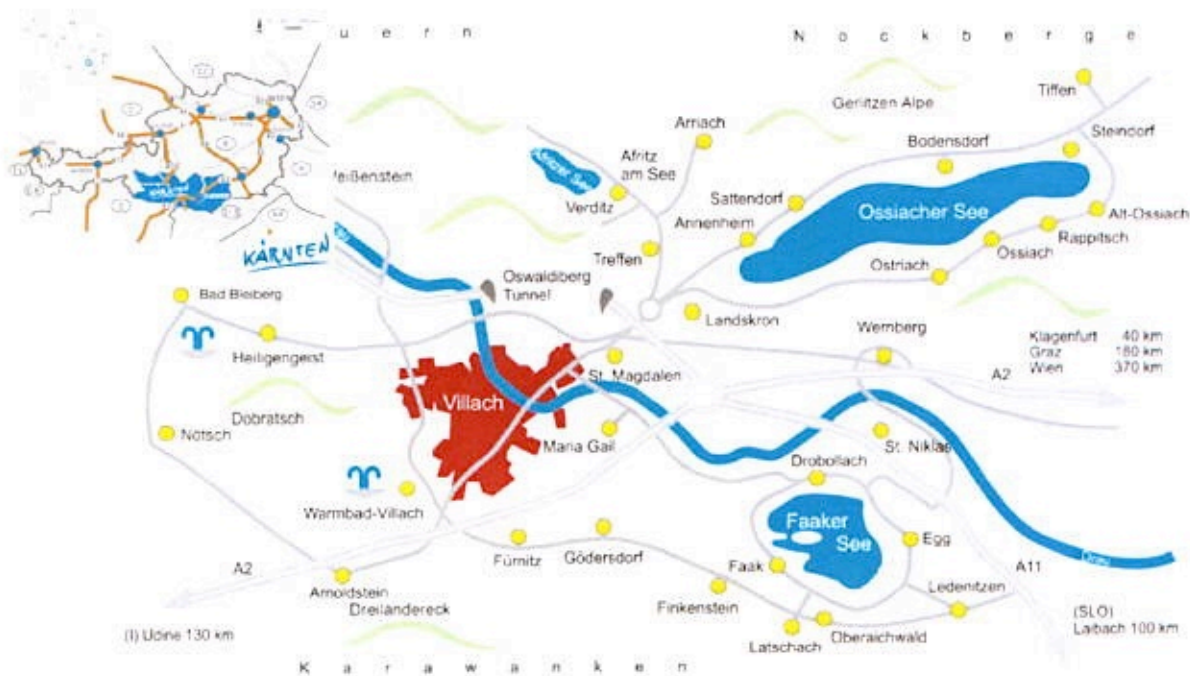 u e r n
N o c k b e r g e
Tiffen
Gerlitzen Alpe
Arriach
Bodensdorf
Steindorf
Afritz
am See
Verditz
Sattendorf
Annenheim
Ossiacher See
Alt-Ossiach
Rappitsch
Ossiach
Ostriach
Treffen
KÄRNTEN
Oswaldiberg
Tunnel
Bad Bleiberg
Landskron
Wernberg
Klagenfurt 40 km
Graz 180 km
Wien 370 km
Heiligengeist
St. Magdalen
A2
Villach
Dobratsch
Nötsch
Maria Gail
St. Niklas
Drobollach
Warmbad-Villach
Faaker
See
Egg
Fürnitz
Gödersdorf
Drau
A2
Faak
A11
Arnoldstein
Dreiländereck
Finkenstein
Ledenitzen
(SLO)
Laibach 100 km
(I) Udine 130 km
Latschach
Oberaichwald
K a r a w a n k e n